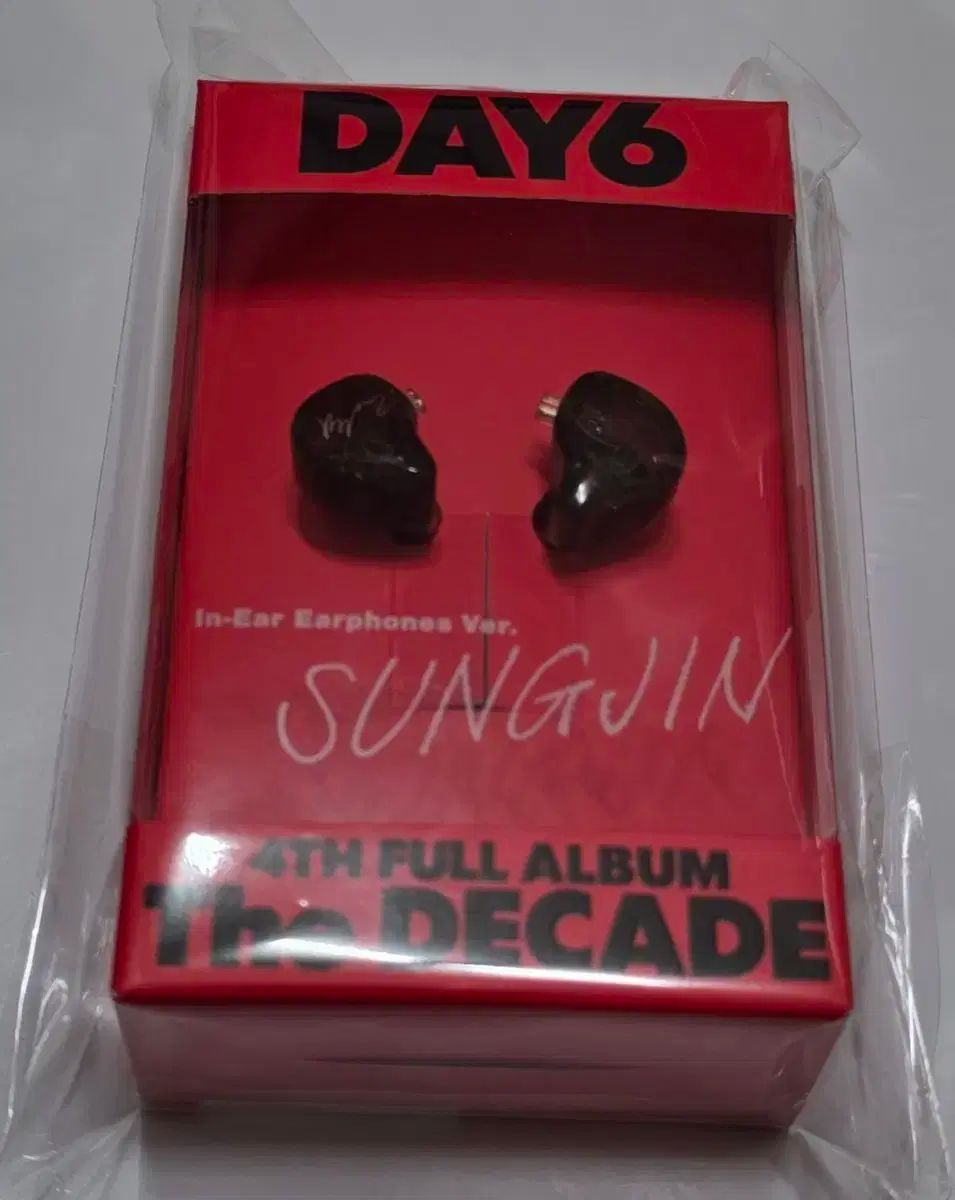 DAY6
In-Ear Earphones Ver.
SUNGJIN
4TH FULL ALBUM
The DECADE